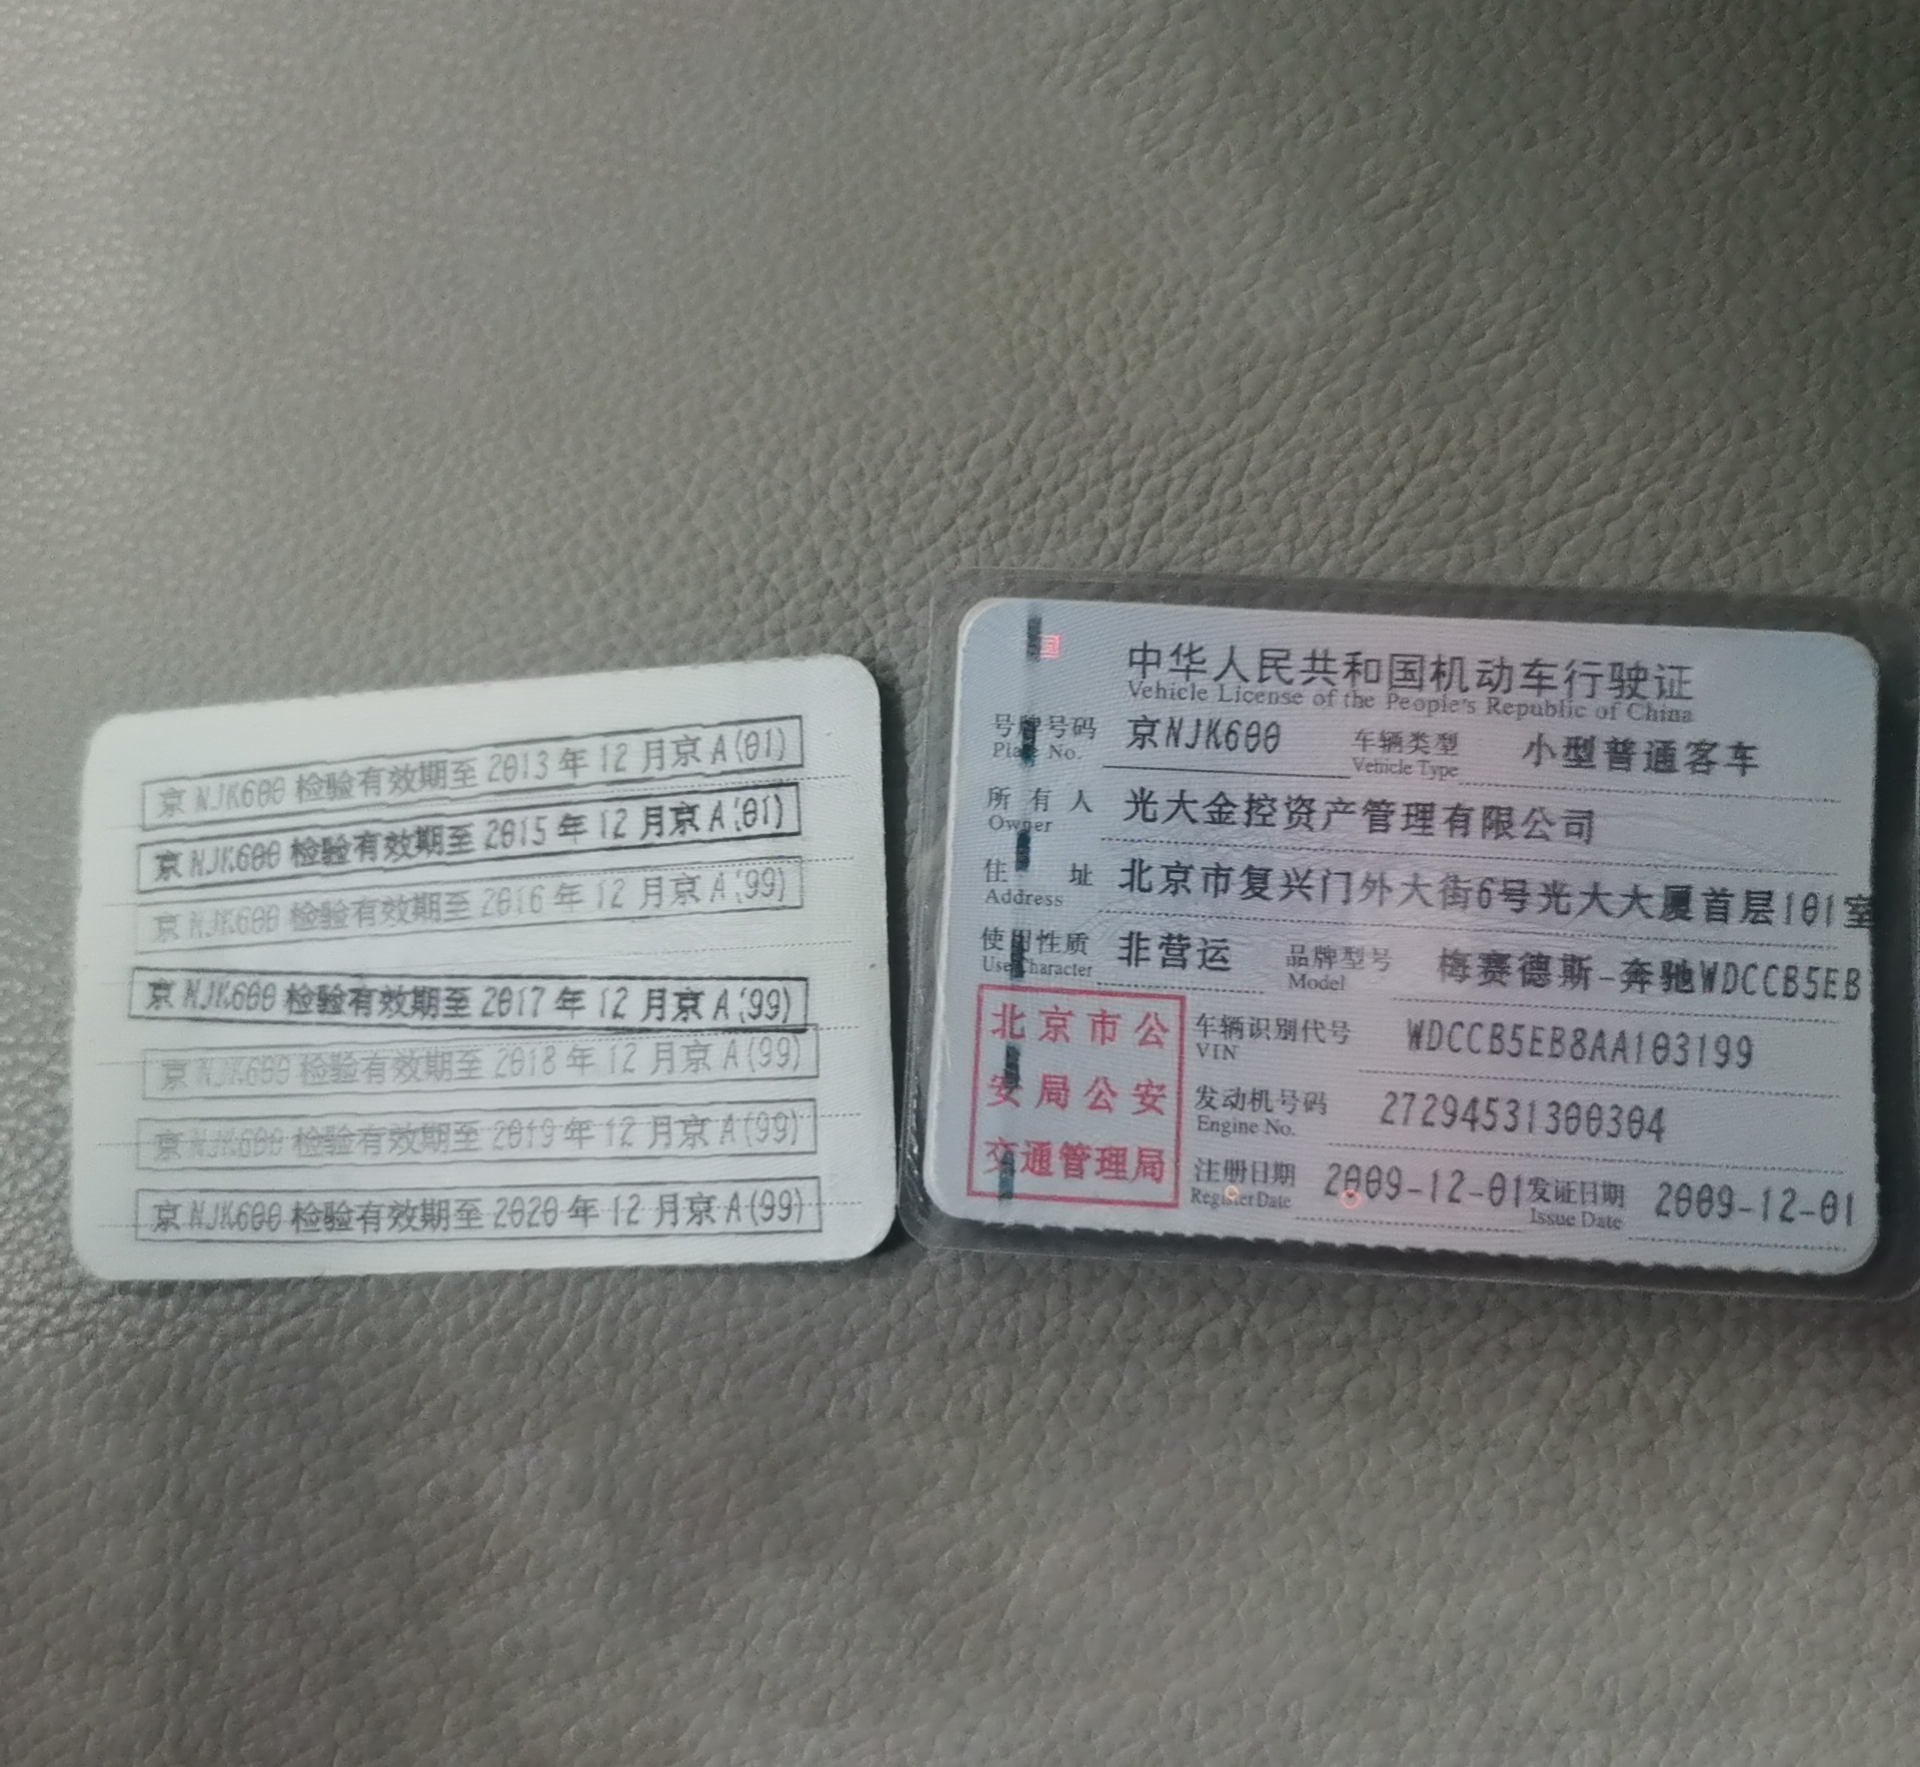 京NJK600 检验有效期至 2013 年 12 月京 A(01)
京NJK600 检验有效期至 2015 年 12 月京 A(01)
京NJK600 检验有效期至 2016 年 12 月京 A(99)
京NJK600 检验有效期至 2017 年 12 月京 A(99)
京NJK600 检验有效期至 2018 年 12 月京 A(99)
京NJK600 检验有效期至 2019 年 12 月京 A(99)
京NJK600 检验有效期至 2020 年 12 月京 A(99)
中华人民共和国机动车行驶证
Vehicle License of the People's Republic of China
号牌号码 京NJK600 车辆类型 小型普通客车
Plate No. Vehicle Type
所有人 光大金控资产管理有限公司
Owner
住址 北京市复兴门外大街6号光大大厦首层101室
Address
使用性质 非营运 品牌型号 梅赛德斯-奔驰WDCCB5EB
Use Character Model
北京市公
安局公安
交通管理局
车辆识别代号 WDCCB5EB8AA103199
VIN
发动机号码 27294531300304
Engine No.
注册日期 2009-12-01 发证日期 2009-12-01
Register Date Issue Date